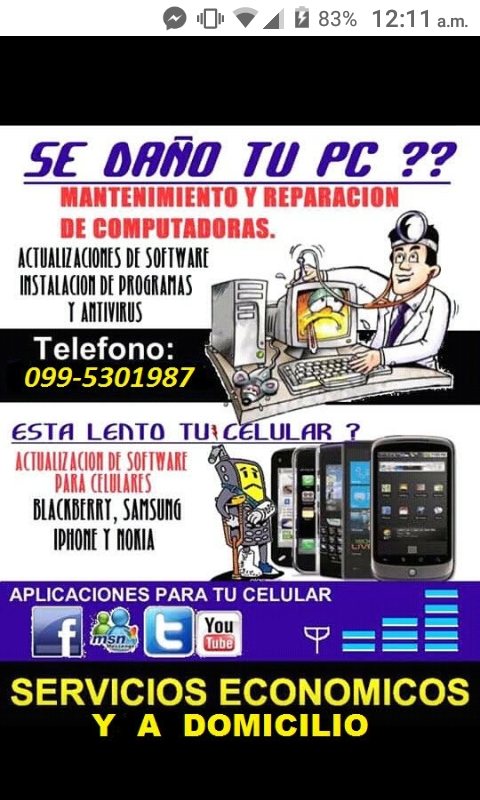 83% 12:11 a.m.
SE DAÑO TU PC ??
MANTENIMIENTO Y REPARACION
DE COMPUTADORAS.
ACTUALIZACIONES DE SOFTWARE
INSTALACION DE PROGRAMAS
Y ANTIVIRUS
Telefono:
099-5301987
ESTA LENTO TU CELULAR ?
ACTUALIZACION DE SOFTWARE
PARA CELULARES
BLACKBERRY, SAMSUNG
IPHONE Y NOKIA
APLICACIONES PARA TU CELULAR
f
msn
t
You
Tube
SERVICIOS ECONOMICOS
Y A DOMICILIO